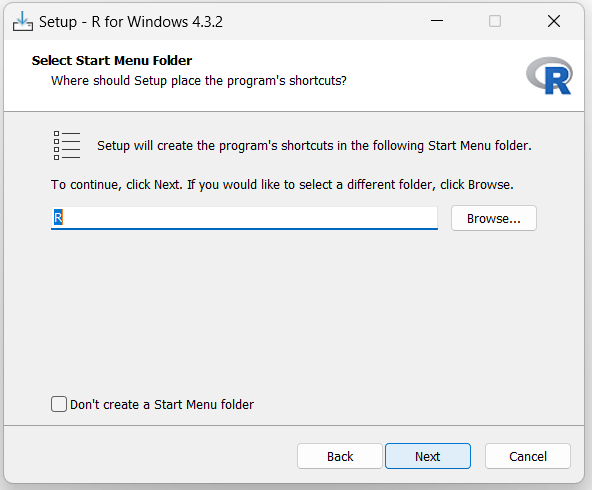 Setup - R for Windows 4.3.2
Select Start Menu Folder
Where should Setup place the program's shortcuts?
R
Setup will create the program's shortcuts in the following Start Menu folder.
To continue, click Next. If you would like to select a different folder, click Browse.
R
Browse...
Don't create a Start Menu folder
Back
Next
Cancel